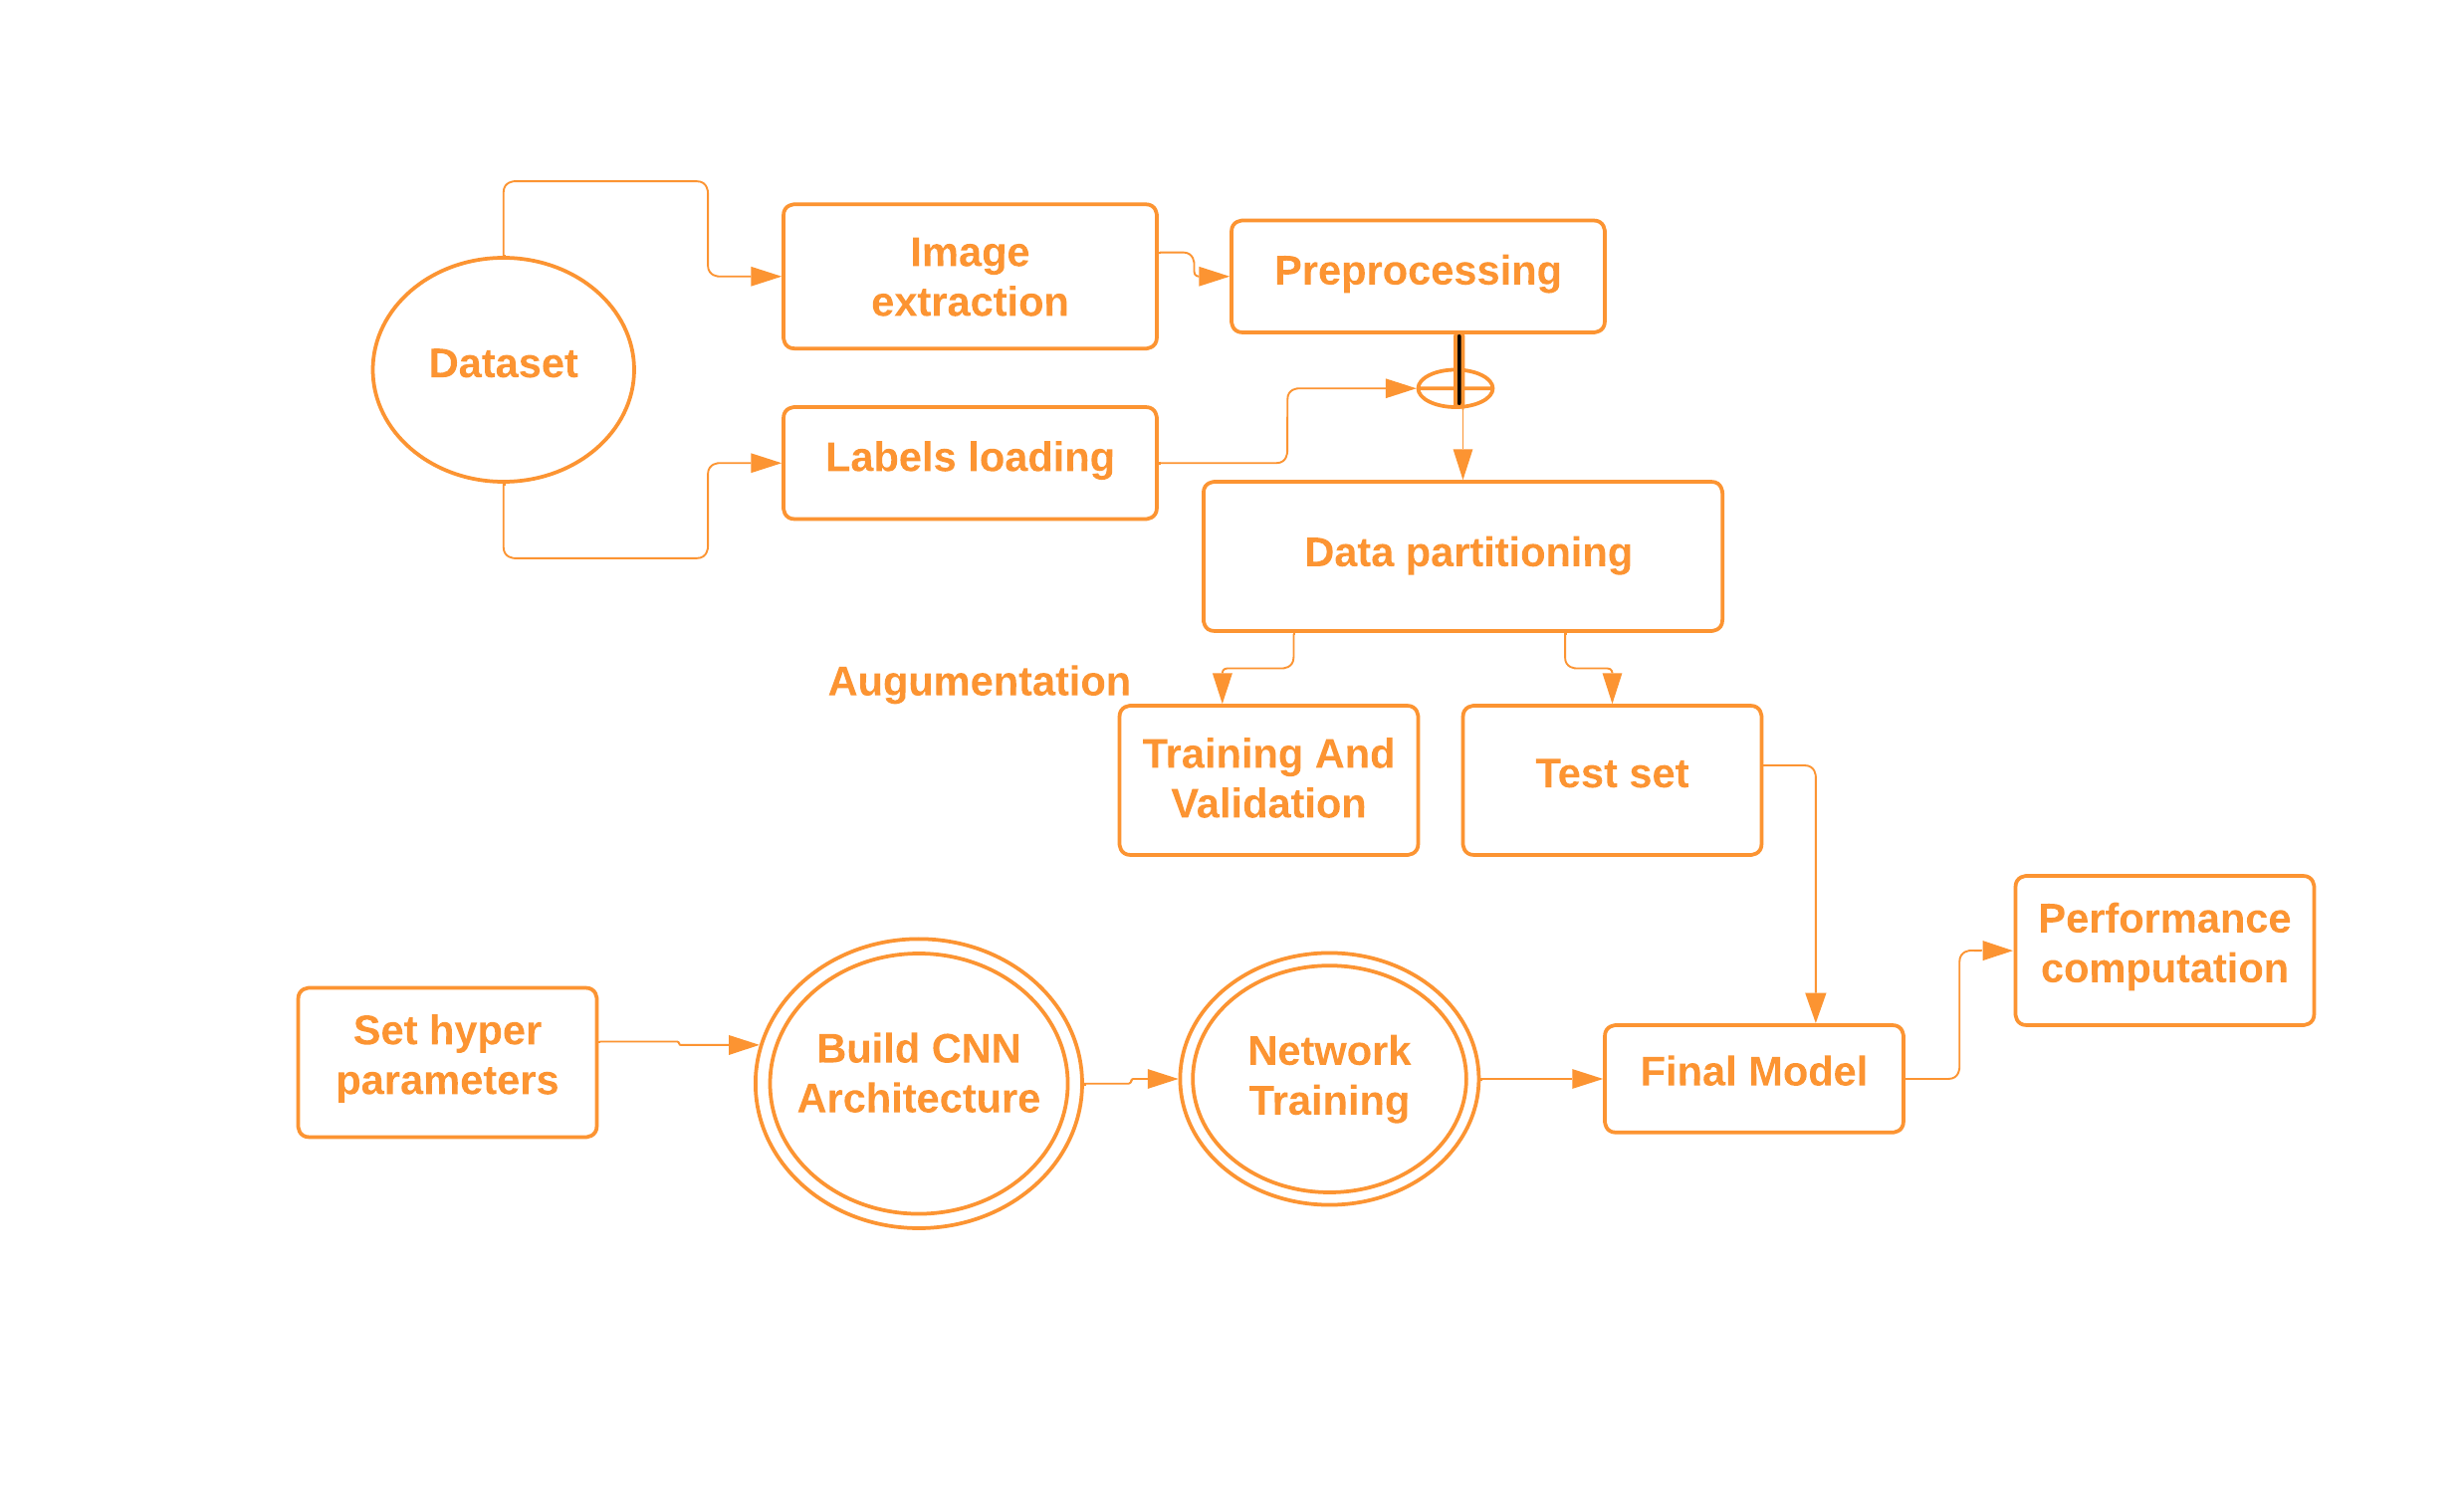 Image
extraction
Preprocessing
Dataset
Labels loading
Data partitioning
Augumentation
Training And
Validation
Test set
Performance
computation
Set hyper
prameters
Build CNN
Architecture
Network
Training
Final Model